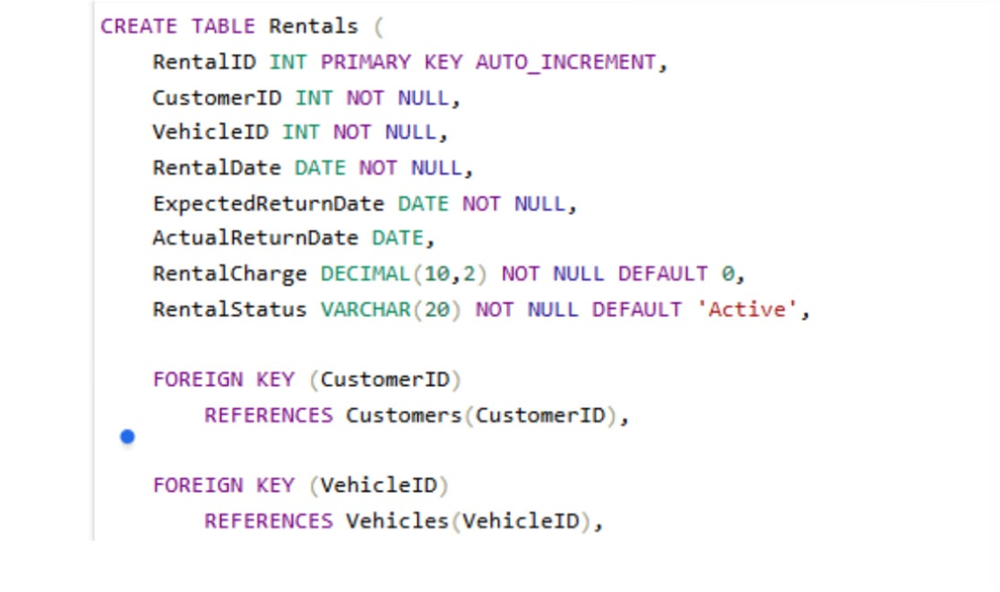 CREATE TABLE Rentals (
    RentalID INT PRIMARY KEY AUTO_INCREMENT,
    CustomerID INT NOT NULL,
    VehicleID INT NOT NULL,
    RentalDate DATE NOT NULL,
    ExpectedReturnDate DATE NOT NULL,
    ActualReturnDate DATE,
    RentalCharge DECIMAL(10,2) NOT NULL DEFAULT 0,
    RentalStatus VARCHAR(20) NOT NULL DEFAULT 'Active',
    FOREIGN KEY (CustomerID)
        REFERENCES Customers(CustomerID),
    FOREIGN KEY (VehicleID)
        REFERENCES Vehicles(VehicleID),